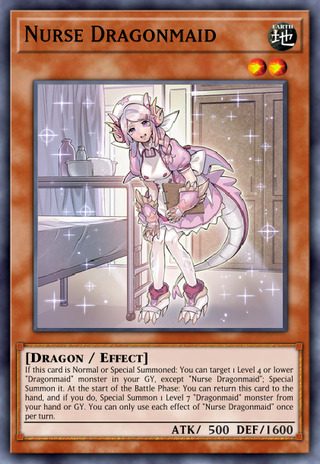 Nurse Dragonmaid
EARTH
地
[Dragon / Effect]
If this card is Normal or Special Summoned: You can target 1 Level 4 or lower
"Dragonmaid" monster in your GY, except "Nurse Dragonmaid"; Special
Summon it. At the start of the Battle Phase: You can return this card to the
hand, and if you do, Special Summon 1 Level 7 "Dragonmaid" monster from
your hand or GY. You can only use each effect of "Nurse Dragonmaid" once
per turn.
ATK/ 500 DEF/1600